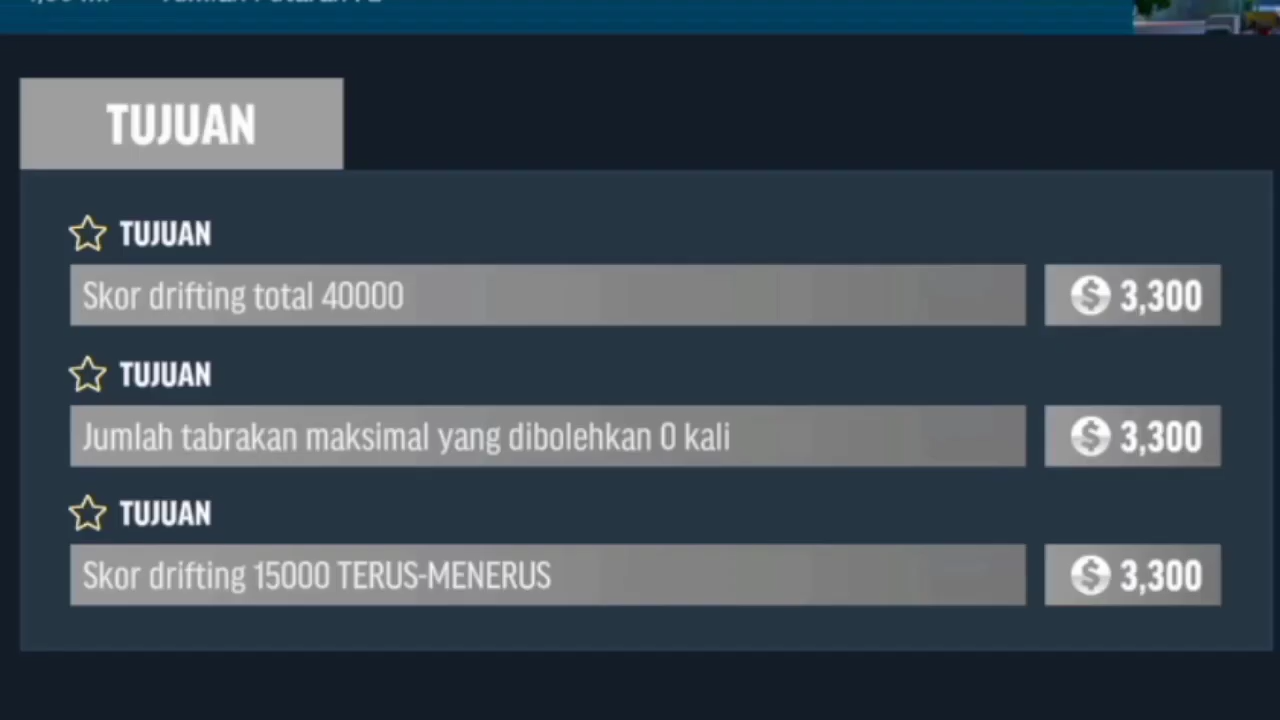 TUJUAN
TUJUAN
Skor drifting total 40000
3,300
TUJUAN
Jumlah tabrakan maksimal yang dibolehkan 0 kali
3,300
TUJUAN
Skor drifting 15000 TERUS-MENERUS
3,300